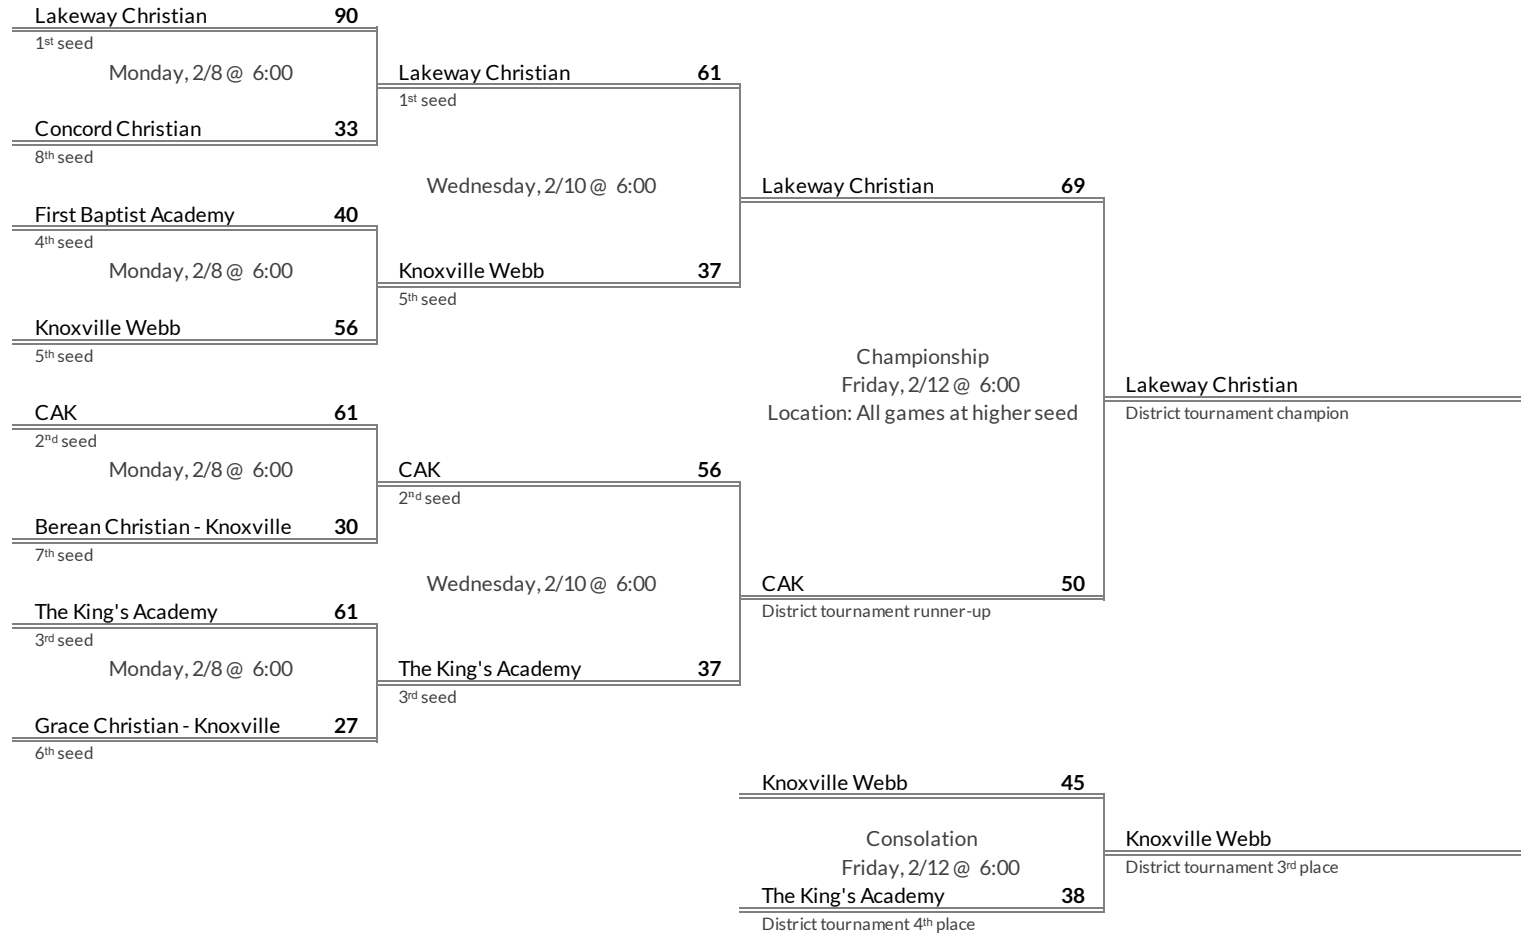 Lakeway Christian 90
1st seed
Monday, 2/8 @ 6:00
Concord Christian 33
8th seed
First Baptist Academy 40
4th seed
Monday, 2/8 @ 6:00
Knoxville Webb 56
5th seed
CAK 61
2nd seed
Monday, 2/8 @ 6:00
Berean Christian - Knoxville 30
7th seed
The King's Academy 61
3rd seed
Monday, 2/8 @ 6:00
Grace Christian - Knoxville 27
6th seed
Lakeway Christian 61
1st seed
Wednesday, 2/10 @ 6:00
Knoxville Webb 37
5th seed
CAK 56
2nd seed
Wednesday, 2/10 @ 6:00
The King's Academy 37
3rd seed
Lakeway Christian 69
Championship
Friday, 2/12 @ 6:00
Location: All games at higher seed
CAK 50
District tournament runner-up
Lakeway Christian
District tournament champion
Knoxville Webb 45
Consolation
Friday, 2/12 @ 6:00
The King's Academy 38
District tournament 4th place
Knoxville Webb
District tournament 3rd place